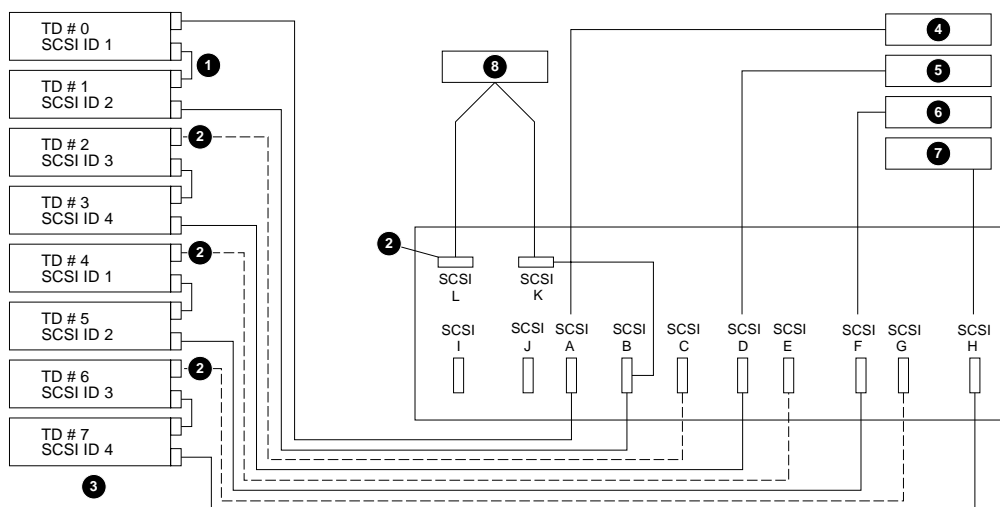 TD # 0
SCSI ID 1
1
TD # 1
SCSI ID 2
TD # 2
SCSI ID 3
2
TD # 3
SCSI ID 4
TD # 4
SCSI ID 1
2
TD # 5
SCSI ID 2
TD # 6
SCSI ID 3
2
TD # 7
SCSI ID 4
3
8
4
5
6
7
2
SCSI
L
SCSI
K
SCSI
I
SCSI
J
SCSI
A
SCSI
B
SCSI
C
SCSI
D
SCSI
E
SCSI
F
SCSI
G
SCSI
H